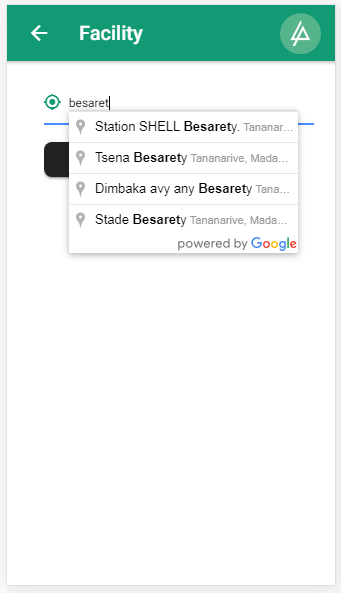 Facility
besaret
Station SHELL Besarety. Tananar...
Tsena Besarety Tananarive, Mada...
Dimbaka avy any Besarety Tana...
Stade Besarety Tananarive, Mada...
powered by Google